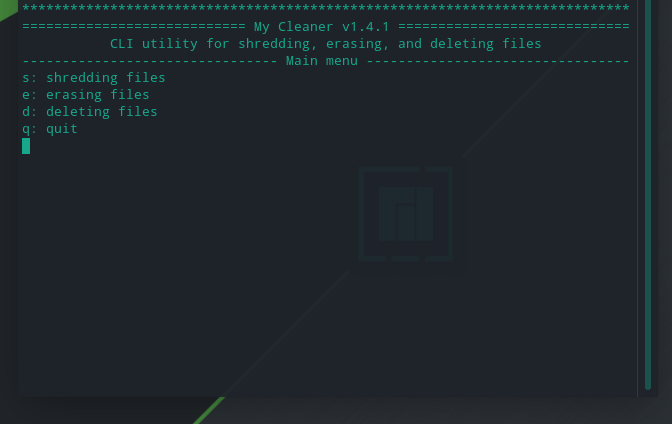 ****************************************************************************
============================ My Cleaner v1.4.1 =============================
CLI utility for shredding, erasing, and deleting files
-------------------------------- Main menu ---------------------------------
s: shredding files
e: erasing files
d: deleting files
q: quit